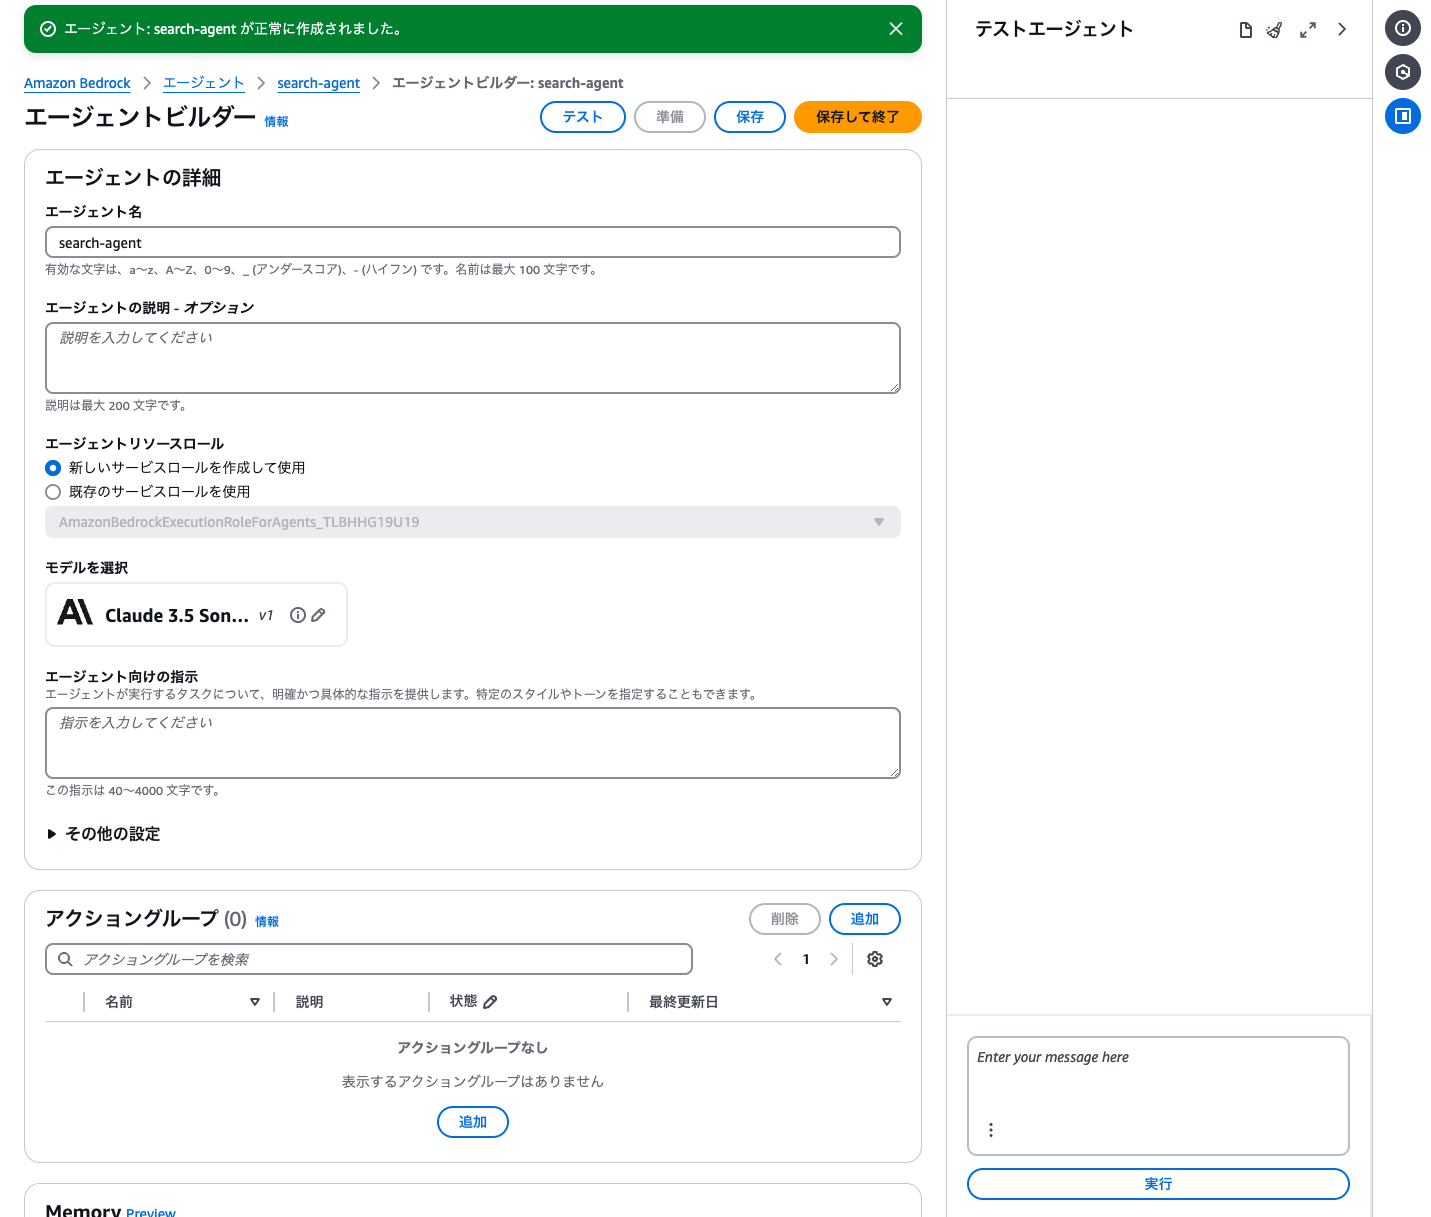 エージェント: search-agent が正常に作成されました。
Amazon Bedrock
エージェント
search-agent
エージェントビルダー: search-agent
エージェントビルダー 情報
テスト
準備
保存
保存して終了
エージェントの詳細
エージェント名
search-agent
有効な文字は、a〜z、A〜Z、0〜9、_ (アンダースコア)、- (ハイフン) です。名前は最大 100 文字です。
エージェントの説明 - オプション
説明を入力してください
説明は最大 200 文字です。
エージェントリソースロール
新しいサービスロールを作成して使用
既存のサービスロールを使用
AmazonBedrockExecutionRoleForAgents_TLBHHG19U19
モデルを選択
Claude 3.5 Son... v1
エージェント向けの指示
エージェントが実行するタスクについて、明確かつ具体的な指示を提供します。特定のスタイルやトーンを指定することもできます。
指示を入力してください
この指示は 40〜4000 文字です。
その他の設定
アクショングループ (0) 情報
削除
追加
アクショングループを検索
1
名前
説明
状態
最終更新日
アクショングループなし
表示するアクショングループはありません
追加
Memory Preview
テストエージェント
Enter your message here
実行